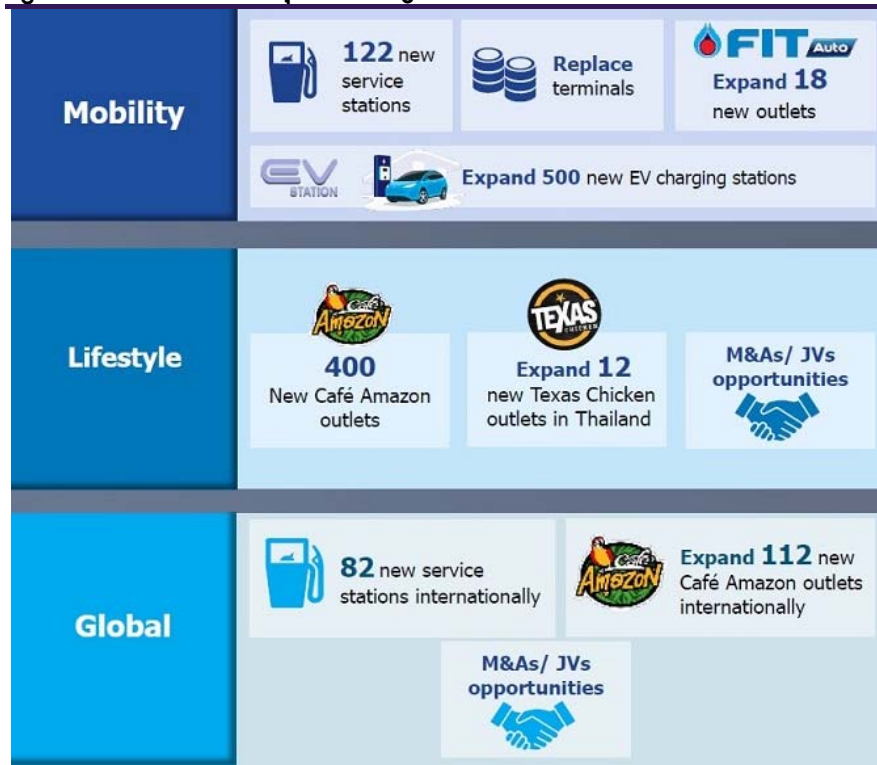 Mobility
122 new
service
stations
Replace
terminals
FIT Auto
Expand 18
new outlets
EV
STATION
Expand 500 new EV charging stations
Lifestyle
Café
Amazon
400
New Café Amazon
outlets
TEXAS
CHICKEN
Expand 12
new Texas Chicken
outlets in Thailand
M&As/ JVs
opportunities
Global
82 new service
stations internationally
Café
Amazon
Expand 112 new
Café Amazon outlets
internationally
M&As/ JVs
opportunities